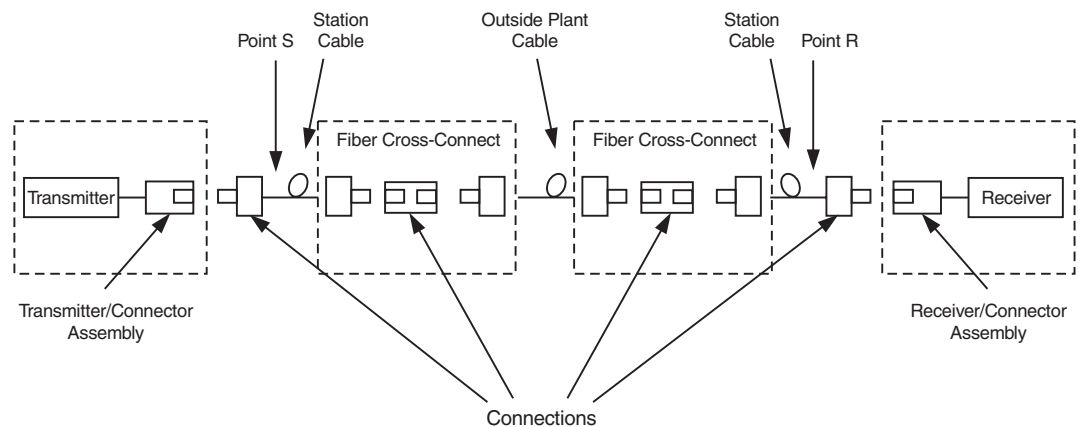 Station
Cable
Outside Plant
Cable
Station
Cable
Point S
Point R
Fiber Cross-Connect
Fiber Cross-Connect
Transmitter
Receiver
Transmitter/Connector
Assembly
Receiver/Connector
Assembly
Connections